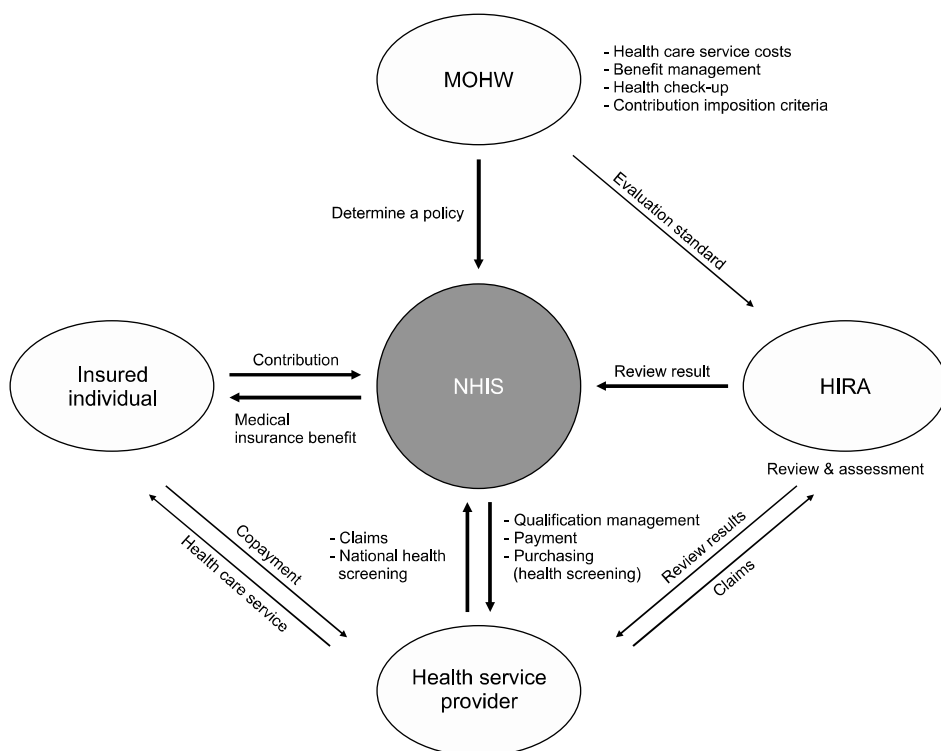 MOHW
- Health care service costs
- Benefit management
- Health check-up
- Contribution imposition criteria
Determine a policy
Evaluation standard
Insured
individual
Contribution
Medical
insurance benefit
NHIS
Review result
HIRA
Review & assessment
Copayment
Health care service
- Claims
- National health
screening
- Qualification management
- Payment
- Purchasing
(health screening)
Review results
Claims
Health service
provider